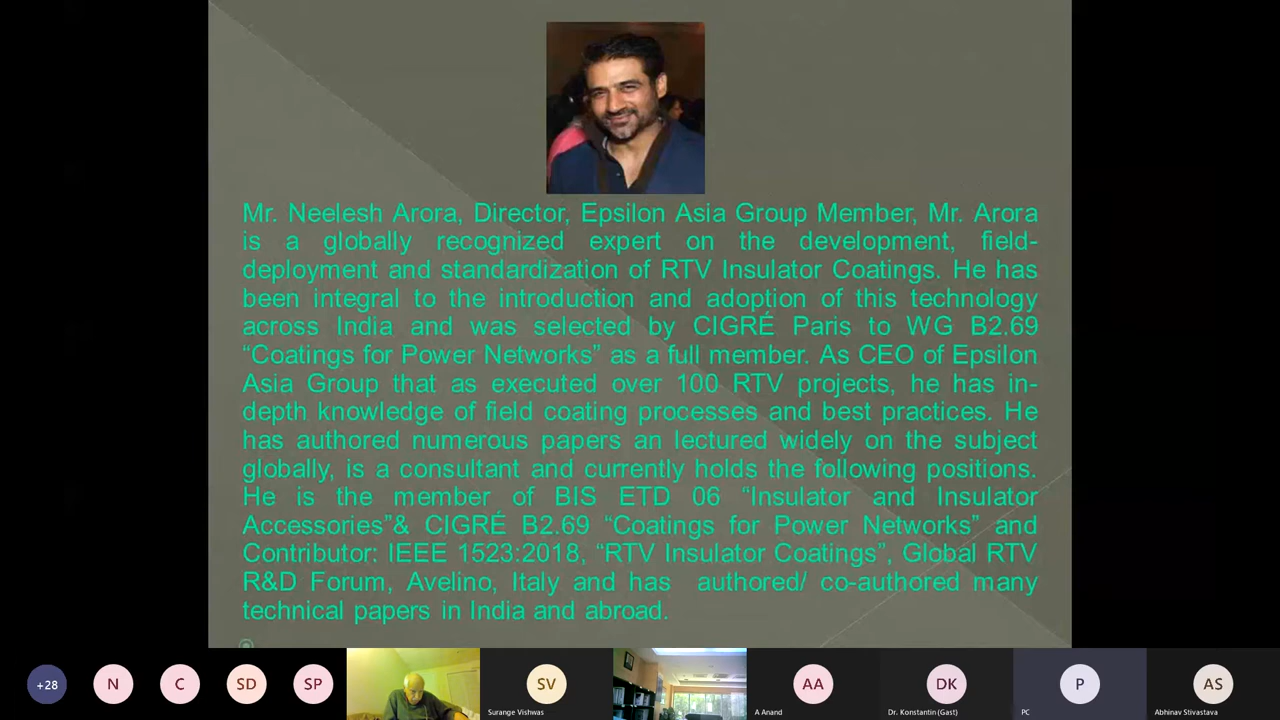 Mr. Neelesh Arora, Director, Epsilon Asia Group Member, Mr. Arora
is a globally recognized expert on the development, field-
deployment and standardization of RTV Insulator Coatings. He has
been integral to the introduction and adoption of this technology
across India and was selected by CIGRÉ Paris to WG B2.69
“Coatings for Power Networks” as a full member. As CEO of Epsilon
Asia Group that as executed over 100 RTV projects, he has in-
depth knowledge of field coating processes and best practices. He
has authored numerous papers an lectured widely on the subject
globally, is a consultant and currently holds the following positions.
He is the member of BIS ETD 06 “Insulator and Insulator
Accessories”& CIGRÉ B2.69 “Coatings for Power Networks” and
Contributor: IEEE 1523:2018, “RTV Insulator Coatings”, Global RTV
R&D Forum, Avelino, Italy and has authored/ co-authored many
technical papers in India and abroad.
+28 N C SD SP SV AA DK P AS
Surange Vishwas A Anand Dr. Konstantin (Gast) PC Abhinav Stivastava